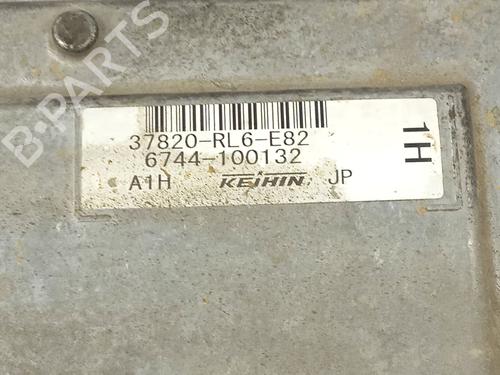 B-Parts
37820-RL6-E82
6744-100132
A1H KEIHIN JP
1H